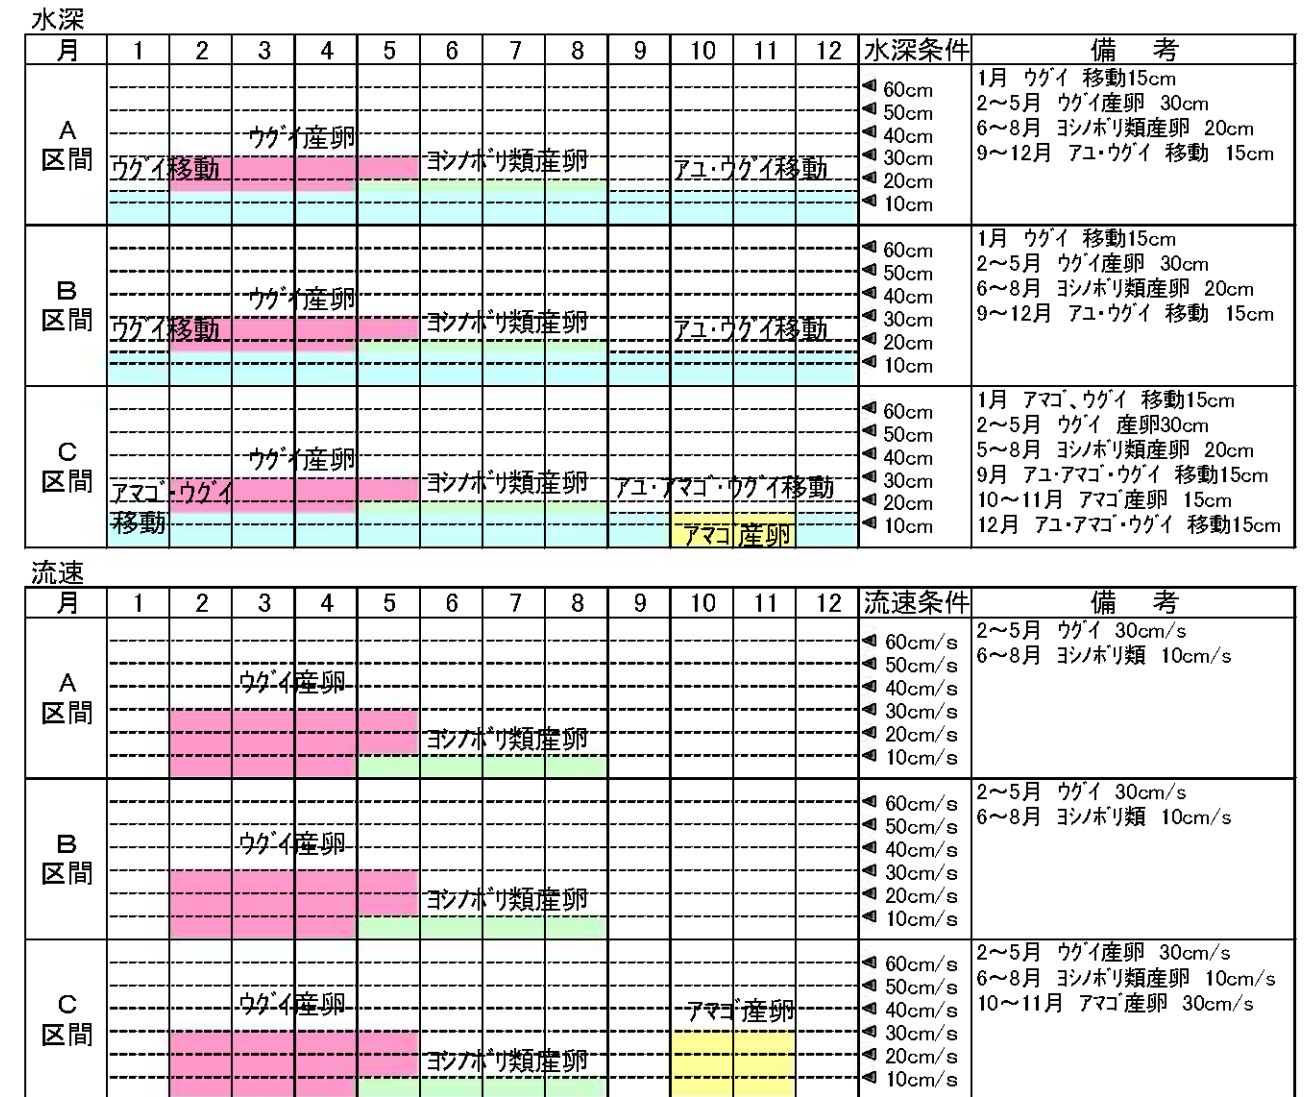 水深
月 1 2 3 4 5 6 7 8 9 10 11 12 水深条件 備 考
A
区間
ウグイ移動
ウグイ産卵
ヨシノボリ類産卵
アユ・ウグイ移動
60cm
50cm
40cm
30cm
20cm
10cm
1月 ウグイ 移動15cm
2～5月 ウグイ産卵 30cm
6～8月 ヨシノボリ類産卵 20cm
9～12月 アユ・ウグイ 移動 15cm
B
区間
ウグイ移動
ウグイ産卵
ヨシノボリ類産卵
アユ・ウグイ移動
60cm
50cm
40cm
30cm
20cm
10cm
1月 ウグイ 移動15cm
2～5月 ウグイ産卵 30cm
6～8月 ヨシノボリ類産卵 20cm
9～12月 アユ・ウグイ 移動 15cm
C
区間
アマゴ・ウグイ
移動
ウグイ産卵
ヨシノボリ類産卵
アユ・アマゴ・ウグイ移動
アマゴ産卵
60cm
50cm
40cm
30cm
20cm
10cm
1月 アマゴ、ウグイ 移動15cm
2～5月 ウグイ 産卵30cm
5～8月 ヨシノボリ類産卵 20cm
9月 アユ・アマゴ・ウグイ 移動15cm
10～11月 アマゴ産卵 15cm
12月 アユ・アマゴ・ウグイ 移動15cm
流速
月 1 2 3 4 5 6 7 8 9 10 11 12 流速条件 備 考
A
区間
ウグイ産卵
ヨシノボリ類産卵
60cm/s
50cm/s
40cm/s
30cm/s
20cm/s
10cm/s
2～5月 ウグイ 30cm/s
6～8月 ヨシノボリ類 10cm/s
B
区間
ウグイ産卵
ヨシノボリ類産卵
60cm/s
50cm/s
40cm/s
30cm/s
20cm/s
10cm/s
2～5月 ウグイ 30cm/s
6～8月 ヨシノボリ類 10cm/s
C
区間
ウグイ産卵
ヨシノボリ類産卵
アマゴ産卵
60cm/s
50cm/s
40cm/s
30cm/s
20cm/s
10cm/s
2～5月 ウグイ産卵 30cm/s
6～8月 ヨシノボリ類産卵 10cm/s
10～11月 アマゴ産卵 30cm/s